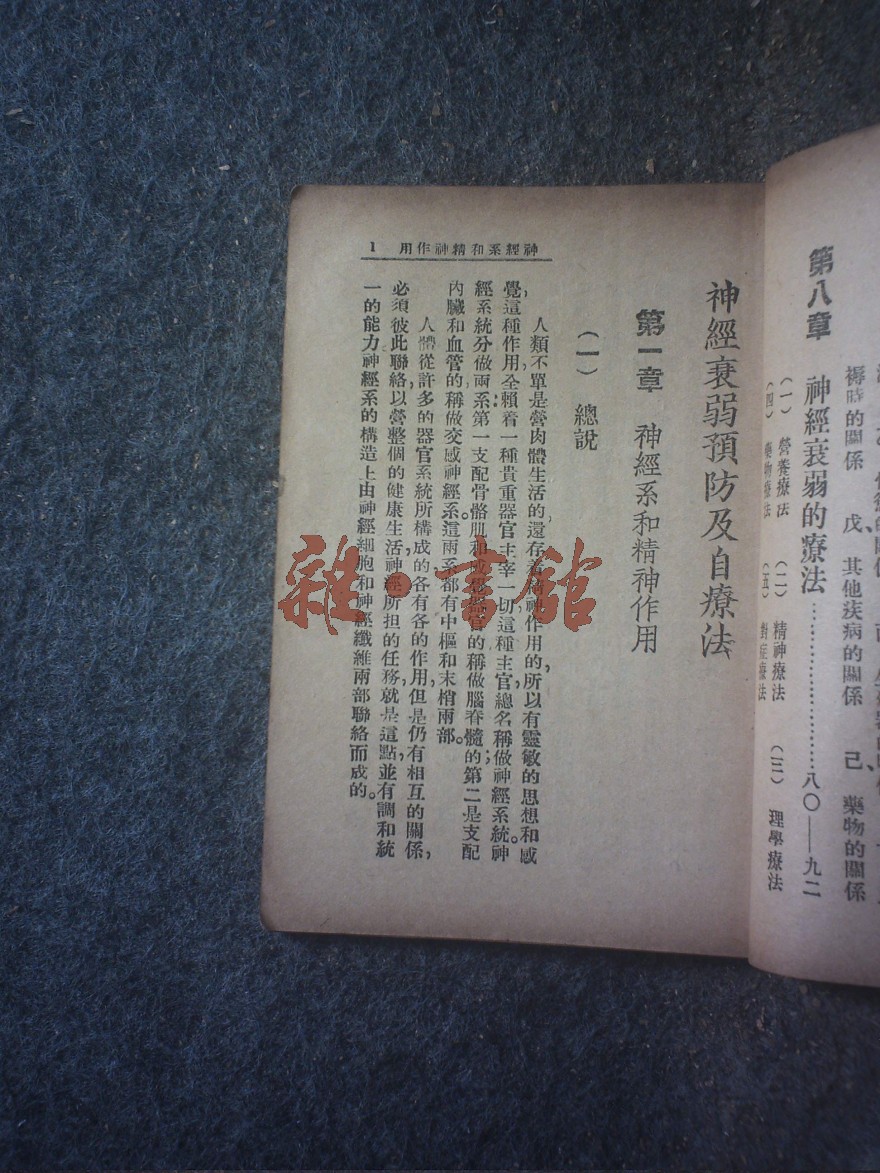 褥時的關係 戊、其他疾病的關係 己、藥物的關係
第八章 神經衰弱的療法………………八〇——九二
(一) 營養療法 (二) 精神療法 (三) 理學療法
(四) 藥物療法 (五) 對症療法
神經系和精神作用 1
神經衰弱預防及自療法
第一章 神經系和精神作用
(一) 總說
人類不單是營肉體生活的,還存着精神作用的,所以有靈敏的思想和感
覺,這種作用全賴着一種貴重器官主宰一切這種主官總名稱做神經系統。神
經系統分做兩系:第一支配骨骼肌和感覺器官的稱做腦脊髓的;第二是支配
內臟和血管的稱做交感神經系。這兩系都有中樞和末梢兩部。
人體從許多的器官系統所構成的各有各的作用,但是仍有相互的關係,
必須彼此聯絡以營整個的健康生活神經所担的任務,就是這點,並有調和統
一的能力神經系的構造上由神經細胞和神經纖維兩部聯絡而成的。
雜·書館